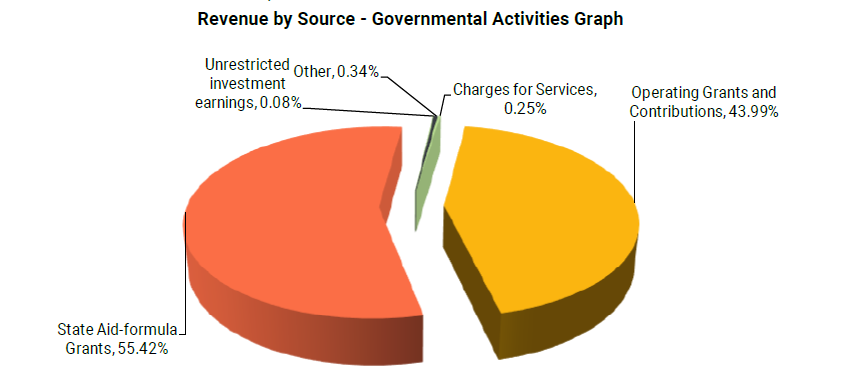 Revenue by Source - Governmental Activities Graph
Unrestricted
investment
earnings, 0.08%
Other, 0.34%
Charges for Services,
0.25%
Operating Grants and
Contributions, 43.99%
State Aid-formula
Grants, 55.42%